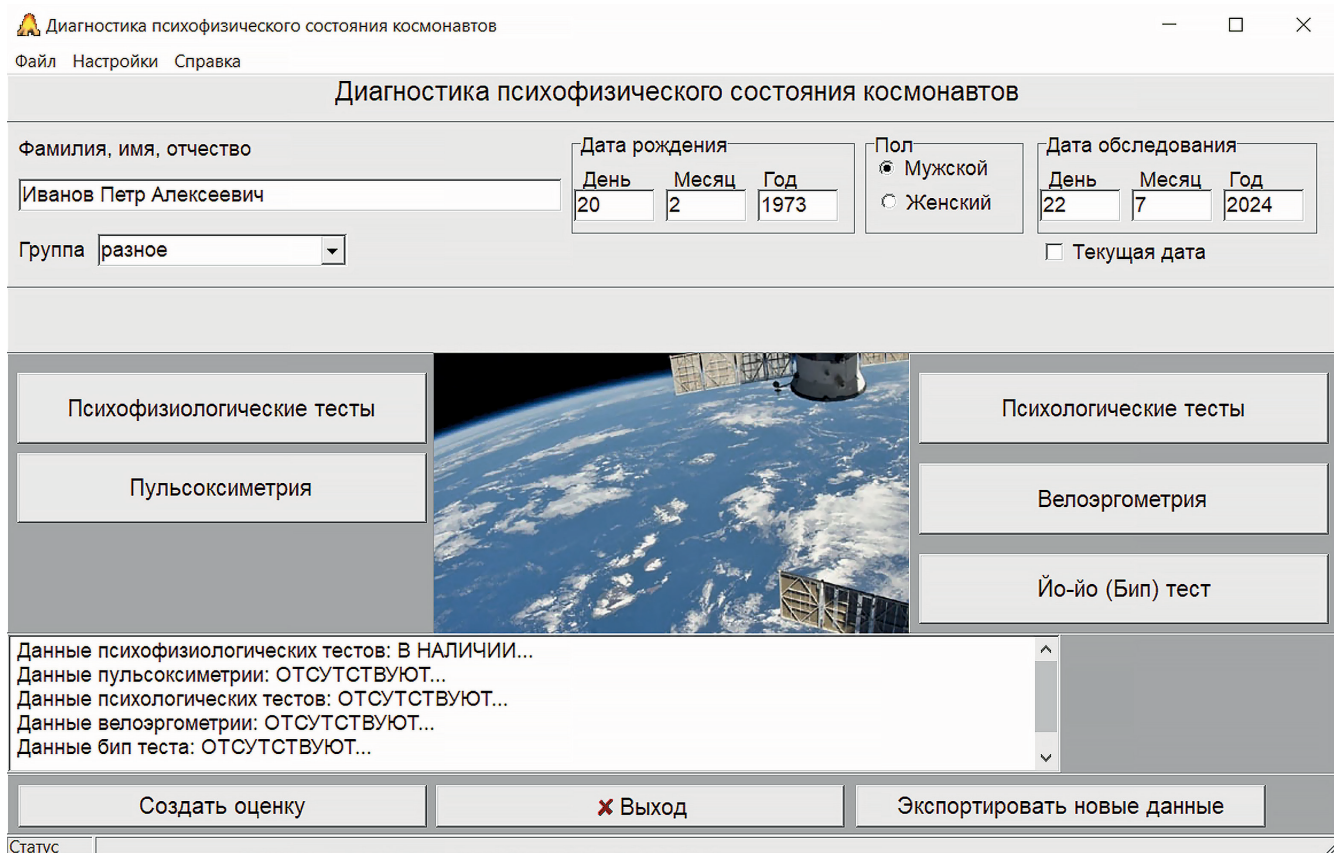 Диагностика психофизического состояния космонавтов
Файл Настройки Справка
Диагностика психофизического состояния космонавтов
Фамилия, имя, отчество
Иванов Петр Алексеевич
Группа разное
Дата рождения
День Месяц Год
20 2 1973
Пол
Мужской
Женский
Дата обследования
День Месяц Год
22 7 2024
Текущая дата
Психофизиологические тесты
Пульсоксиметрия
Психологические тесты
Велоэргометрия
Йо-йо (Бип) тест
Данные психофизиологических тестов: В НАЛИЧИИ...
Данные пульсоксиметрии: ОТСУТСТВУЮТ...
Данные психологических тестов: ОТСУТСТВУЮТ...
Данные велоэргометрии: ОТСУТСТВУЮТ...
Данные бип теста: ОТСУТСТВУЮТ...
Создать оценку
Выход
Экспортировать новые данные
Статус